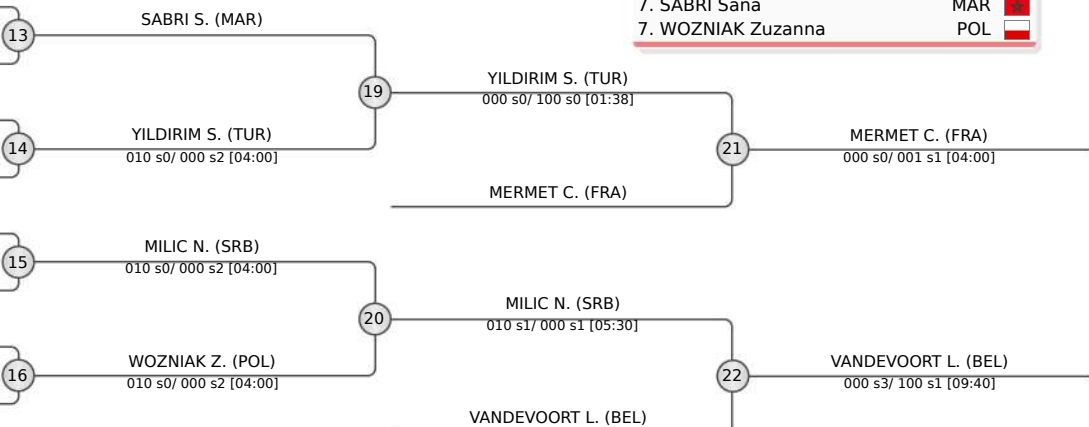 7. SABRI Sana MAR
7. WOZNIAK Zuzanna POL
SABRI S. (MAR)
13
19
YILDIRIM S. (TUR)
000 s0/ 100 s0 [01:38]
YILDIRIM S. (TUR)
010 s0/ 000 s2 [04:00]
14
21
MERMET C. (FRA)
000 s0/ 001 s1 [04:00]
MERMET C. (FRA)
MILIC N. (SRB)
010 s0/ 000 s2 [04:00]
15
20
MILIC N. (SRB)
010 s1/ 000 s1 [05:30]
WOZNIAK Z. (POL)
010 s0/ 000 s2 [04:00]
16
22
VANDEVOORT L. (BEL)
000 s3/ 100 s1 [09:40]
VANDEVOORT L. (BEL)